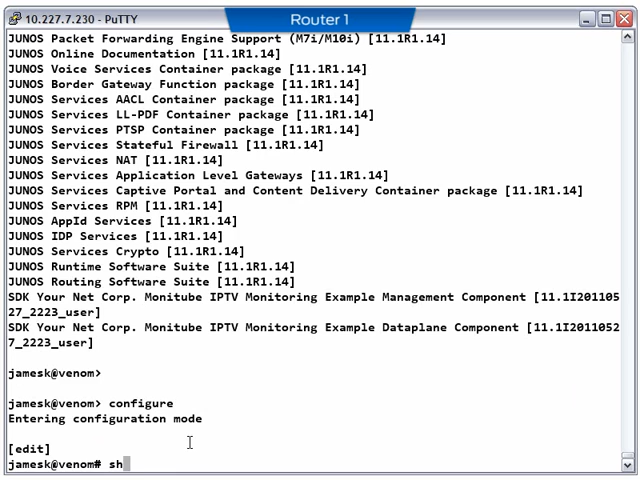 10.227.7.230 - PuTTY
Router 1
JUNOS Packet Forwarding Engine Support (M7i/M10i) [11.1R1.14]
JUNOS Online Documentation [11.1R1.14]
JUNOS Voice Services Container package [11.1R1.14]
JUNOS Border Gateway Function package [11.1R1.14]
JUNOS Services AACL Container package [11.1R1.14]
JUNOS Services LL-PDF Container package [11.1R1.14]
JUNOS Services PTSP Container package [11.1R1.14]
JUNOS Services Stateful Firewall [11.1R1.14]
JUNOS Services NAT [11.1R1.14]
JUNOS Services Application Level Gateways [11.1R1.14]
JUNOS Services Captive Portal and Content Delivery Container package [11.1R1.14]
JUNOS Services RPM [11.1R1.14]
JUNOS AppId Services [11.1R1.14]
JUNOS IDP Services [11.1R1.14]
JUNOS Services Crypto [11.1R1.14]
JUNOS Runtime Software Suite [11.1R1.14]
JUNOS Routing Software Suite [11.1R1.14]
SDK Your Net Corp. Monitube IPTV Monitoring Example Management Component [11.1I201105
27_2223_user]
SDK Your Net Corp. Monitube IPTV Monitoring Example Dataplane Component [11.1I2011052
7_2223_user]
jamesk@venom>
jamesk@venom> configure
Entering configuration mode
[edit]
jamesk@venom# sh